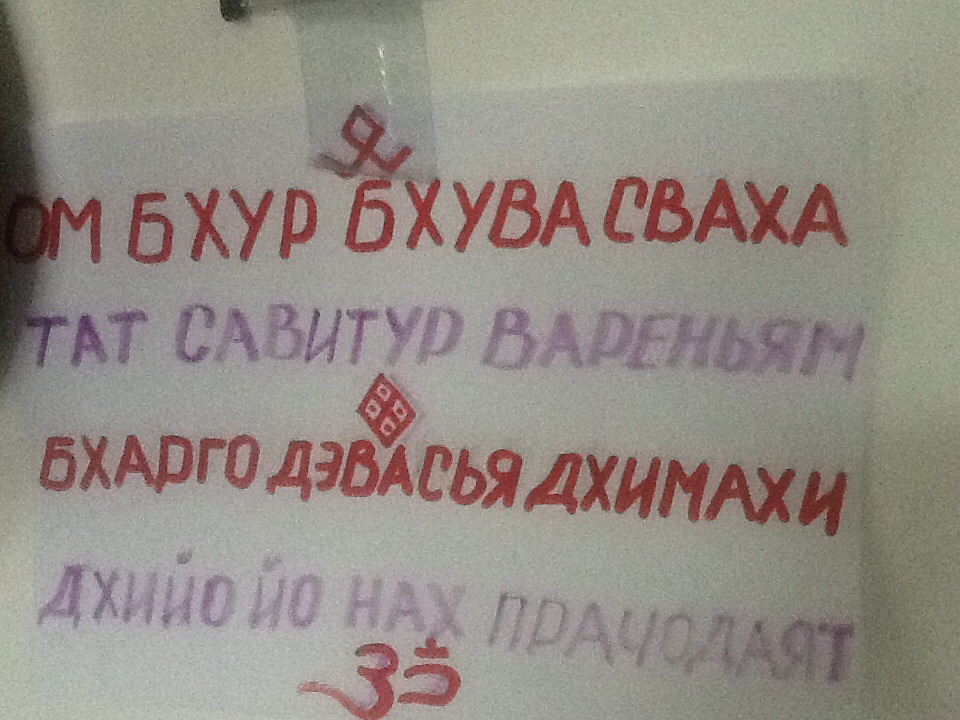 ОМ БХУР БХУВА СВАХА
ТАТ САВИТУР ВАРЕНЬЯМ
БХАРГО ДЭВАСЬЯ ДХИМАХИ
ДХИЙО ЙО НАХ ПРАЧОДАЯТ
ॐ